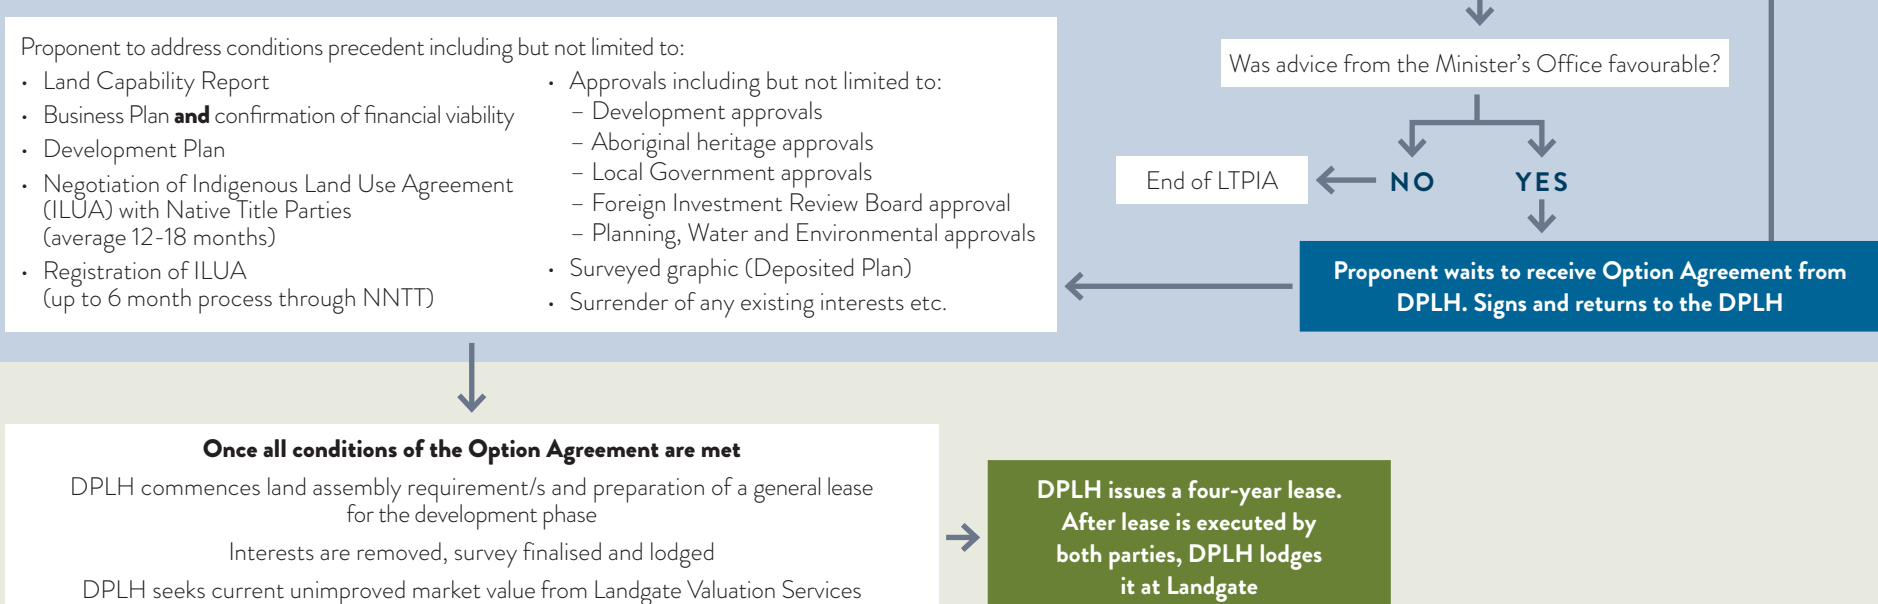 Proponent to address conditions precedent including but not limited to:
• Land Capability Report
• Business Plan and confirmation of financial viability
• Development Plan
• Negotiation of Indigenous Land Use Agreement
(ILUA) with Native Title Parties
(average 12-18 months)
• Registration of ILUA
(up to 6 month process through NNTT)
• Approvals including but not limited to:
– Development approvals
– Aboriginal heritage approvals
– Local Government approvals
– Foreign Investment Review Board approval
– Planning, Water and Environmental approvals
• Surveyed graphic (Deposited Plan)
• Surrender of any existing interests etc.
Was advice from the Minister’s Office favourable?
End of LTPIA
NO
YES
Proponent waits to receive Option Agreement from
DPLH. Signs and returns to the DPLH
Once all conditions of the Option Agreement are met
DPLH commences land assembly requirement/s and preparation of a general lease
for the development phase
Interests are removed, survey finalised and lodged
DPLH seeks current unimproved market value from Landgate Valuation Services
DPLH issues a four-year lease.
After lease is executed by
both parties, DPLH lodges
it at Landgate